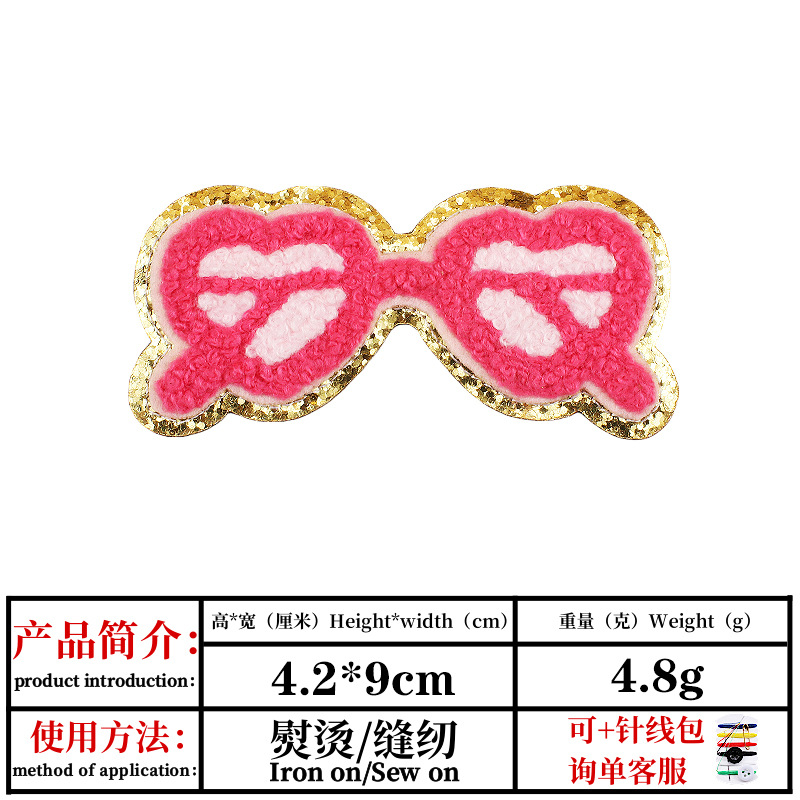 产品简介：
product introduction：
高*宽（厘米）Height*width（cm）
重量（克）Weight（g）
4.2*9cm
4.8g
使用方法：
method of application：
熨烫/缝纫
Iron on/Sew on
可+针线包
询单客服